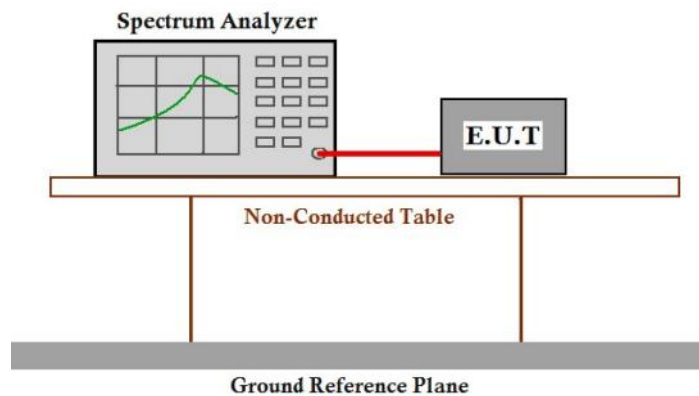 Spectrum Analyzer
E.U.T
Non-Conducted Table
Ground Reference Plane